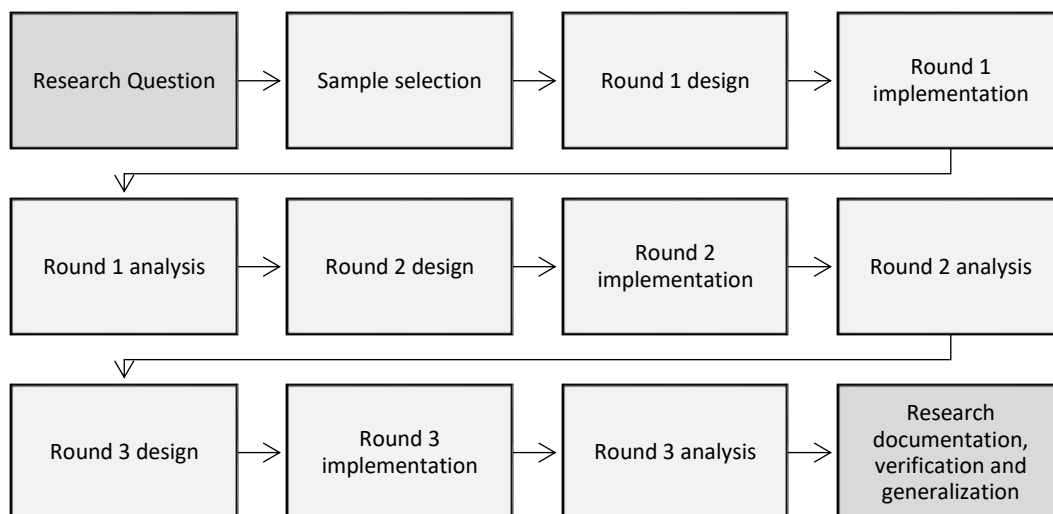 Research Question
Sample selection
Round 1 design
Round 1
implementation
Round 1 analysis
Round 2 design
Round 2
implementation
Round 2 analysis
Round 3 design
Round 3
implementation
Round 3 analysis
Research
documentation,
verification and
generalization